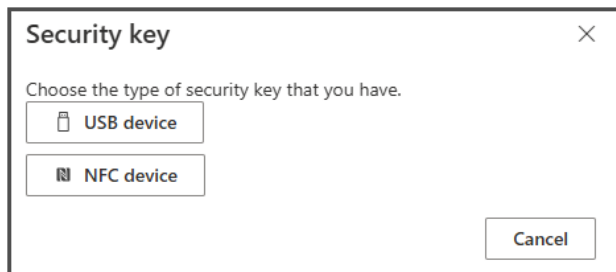 Security key
Choose the type of security key that you have.
USB device
NFC device
Cancel